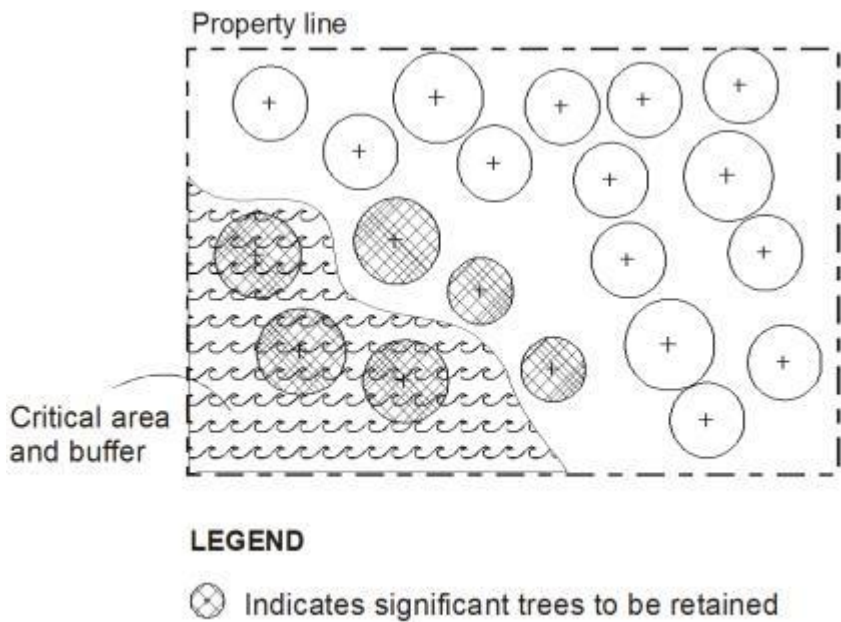 Property line
Critical area
and buffer
LEGEND
Indicates significant trees to be retained